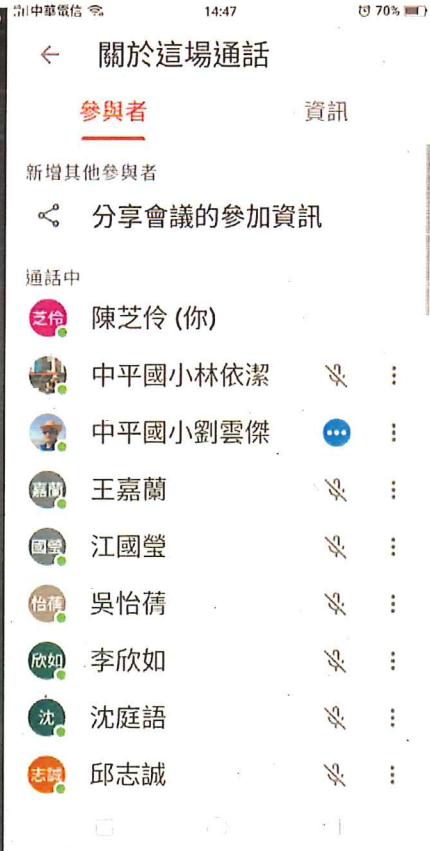 中華電信 14:47 70%
關於這場通話
參與者 資訊
新增其他參與者
分享會議的參加資訊
通話中
芝伶 陳芝伶 (你)
中平國小林依潔
中平國小劉雲傑
嘉蘭 王嘉蘭
國瑩 江國瑩
怡蒨 吳怡蒨
欣如 李欣如
沈 沈庭語
志誠 邱志誠